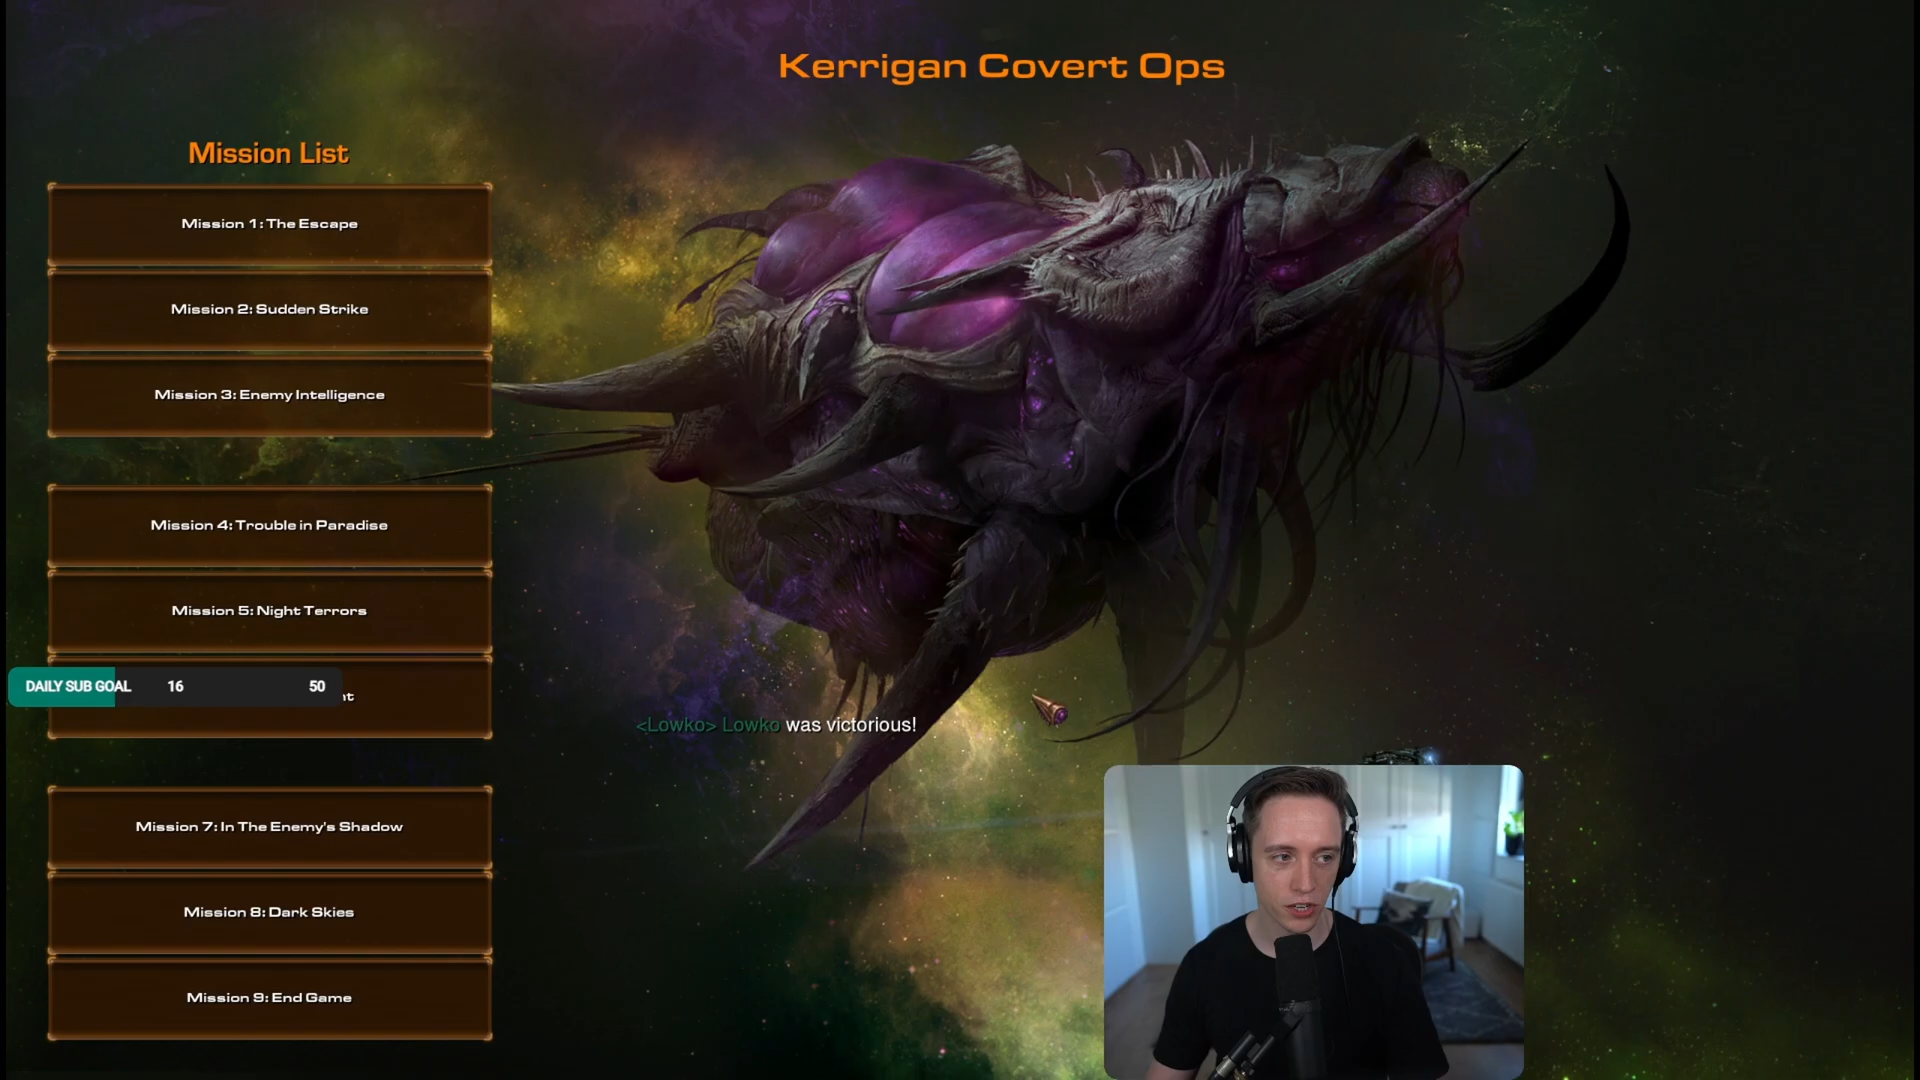 Kerrigan Covert Ops
Mission List
Mission 1: The Escape
Mission 2: Sudden Strike
Mission 3: Enemy Intelligence
Mission 4: Trouble in Paradise
Mission 5: Night Terrors
DAILY SUB GOAL 16 50
<Lowko> Lowko was victorious!
Mission 7: In The Enemy's Shadow
Mission 8: Dark Skies
Mission 9: End Game